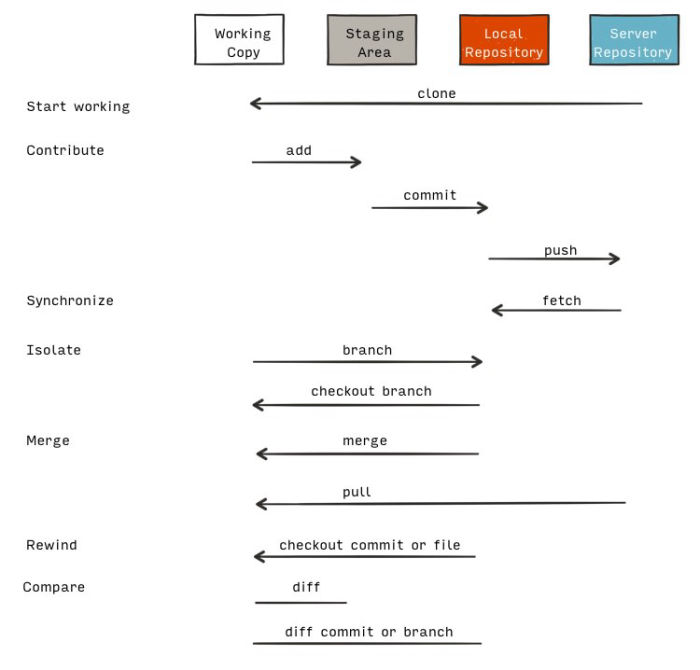 Working
Copy
Staging
Area
Local
Repository
Server
Repository
Start working
clone
Contribute
add
commit
push
Synchronize
fetch
Isolate
branch
checkout branch
Merge
merge
pull
Rewind
checkout commit or file
Compare
diff
diff commit or branch